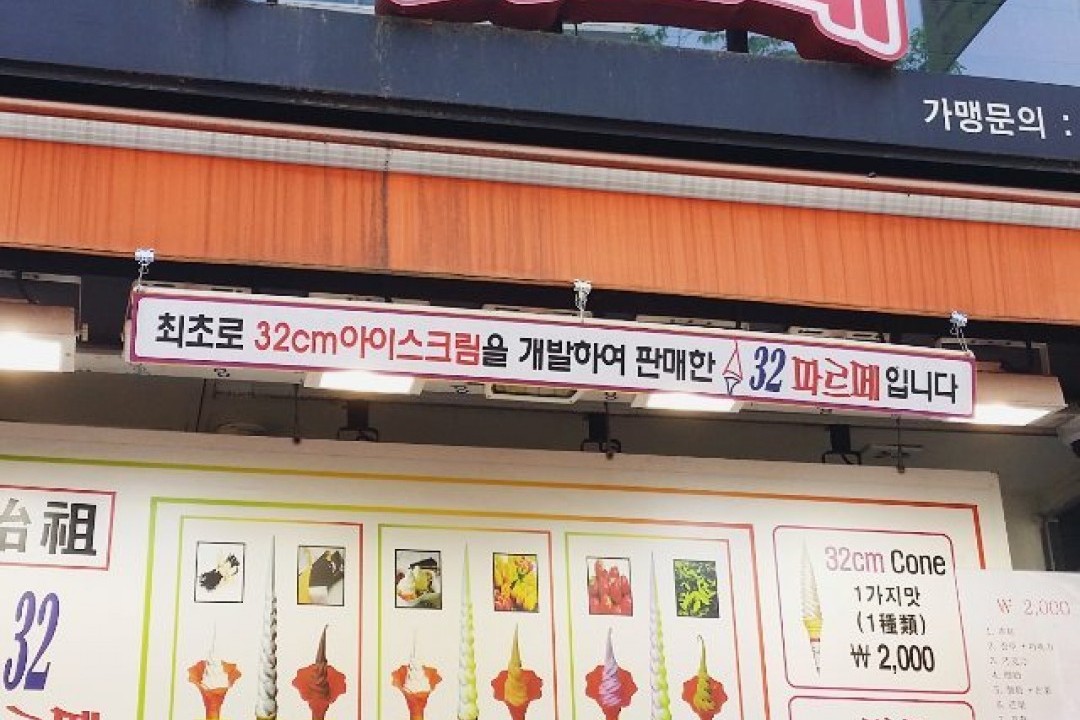 가맹문의 :
최초로 32cm아이스크림을 개발하여 판매한 32 파르페입니다
始祖
32
32cm Cone
1가지맛
(1種類)
₩ 2,000
₩ 2,000